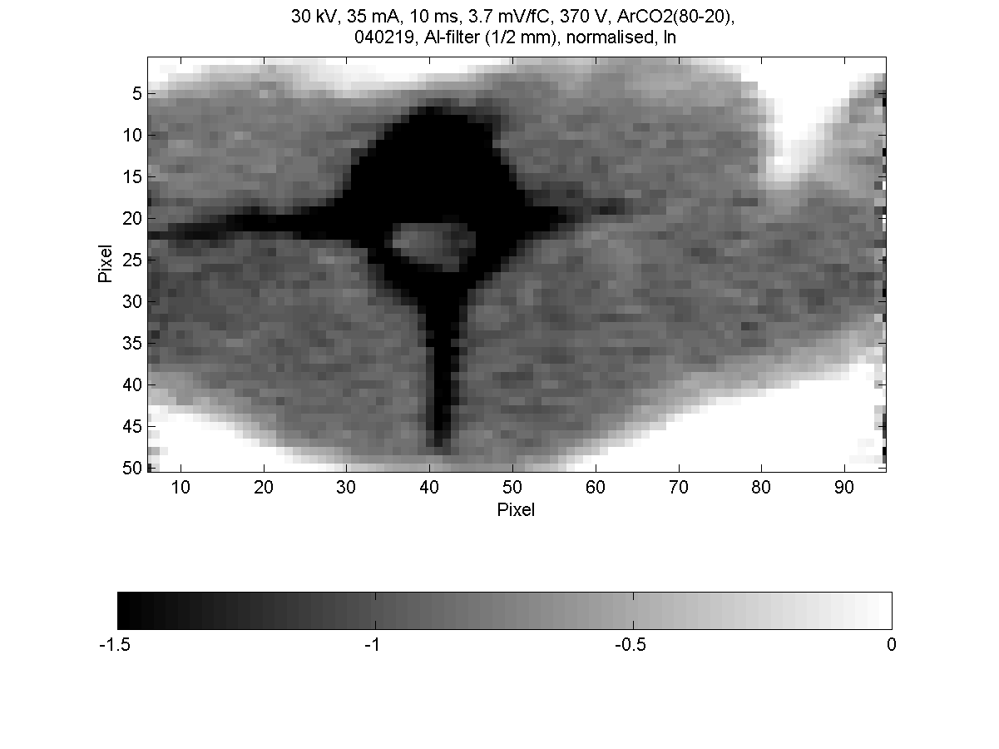 30 kV, 35 mA, 10 ms, 3.7 mV/fC, 370 V, ArCO2(80-20),
040219, Al-filter (1/2 mm), normalised, ln
5
10
15
20
25
30
35
40
45
50
Pixel
10 20 30 40 50 60 70 80 90
Pixel
-1.5 -1 -0.5 0